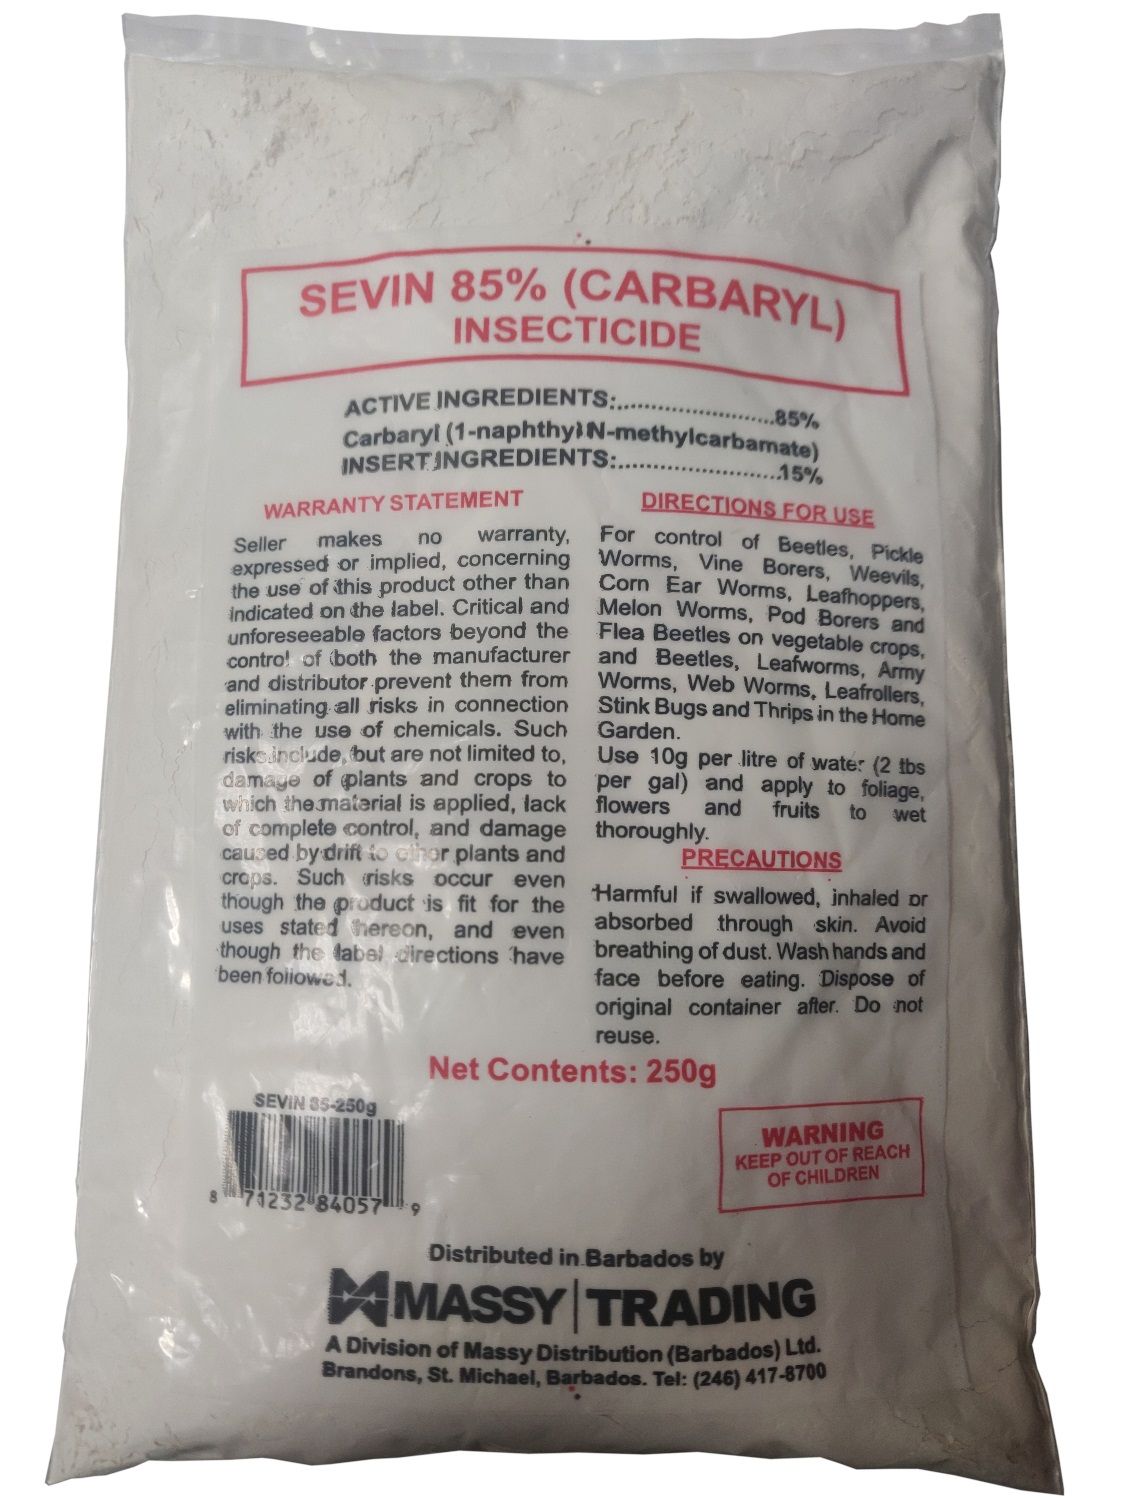 SEVIN 85% (CARBARYL)
INSECTICIDE
ACTIVE INGREDIENTS:........................85%
Carbaryl (1-naphthyl N-methylcarbamate)
INSERT INGREDIENTS:........................15%
WARRANTY STATEMENT
Seller makes no warranty,
expressed or implied, concerning
the use of this product other than
indicated on the label. Critical and
unforeseeable factors beyond the
control of both the manufacturer
and distributor prevent them from
eliminating all risks in connection
with the use of chemicals. Such
risks include, but are not limited to,
damage of plants and crops to
which the material is applied, lack
of complete control, and damage
caused by drift to other plants and
crops. Such risks occur even
though the product is fit for the
uses stated hereon, and even
though the label directions have
been followed.
DIRECTIONS FOR USE
For control of Beetles, Pickle
Worms, Vine Borers, Weevils,
Corn Ear Worms, Leafhoppers,
Melon Worms, Pod Borers and
Flea Beetles on vegetable crops,
and Beetles, Leafworms, Army
Worms, Web Worms, Leafrollers,
Stink Bugs and Thrips in the Home
Garden.
Use 10g per litre of water (2 tbs
per gal) and apply to foliage,
flowers and fruits to wet
thoroughly.
PRECAUTIONS
Harmful if swallowed, inhaled or
absorbed through skin. Avoid
breathing of dust. Wash hands and
face before eating. Dispose of
original container after. Do not
reuse.
Net Contents: 250g
SEVIN 85-250g
8 71232 84057 9
WARNING
KEEP OUT OF REACH
OF CHILDREN
Distributed in Barbados by
MASSY | TRADING
A Division of Massy Distribution (Barbados) Ltd.
Brandons, St. Michael, Barbados. Tel: (246) 417-8700